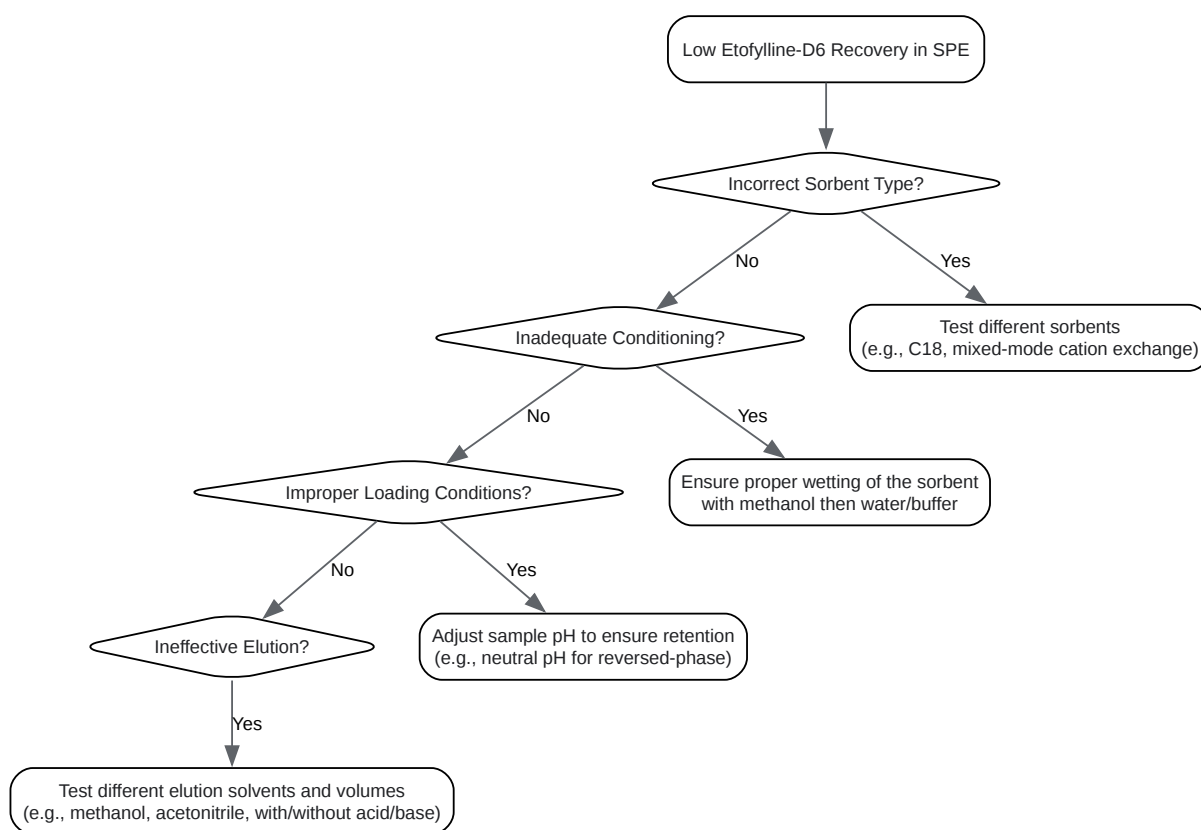 Low Etofylline-D6 Recovery in SPE
Incorrect Sorbent Type?
No
Yes
Inadequate Conditioning?
Test different sorbents
(e.g., C18, mixed-mode cation exchange)
No
Yes
Improper Loading Conditions?
Ensure proper wetting of the sorbent
with methanol then water/buffer
No
Yes
Ineffective Elution?
Adjust sample pH to ensure retention
(e.g., neutral pH for reversed-phase)
Yes
Test different elution solvents and volumes
(e.g., methanol, acetonitrile, with/without acid/base)